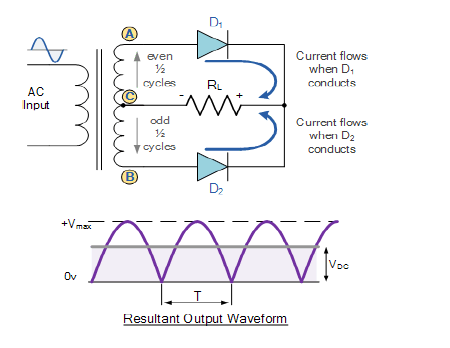 A
D₁
even
½
cycles
Current flows
when D₁
conducts
AC
Input
C
-
RL
+
odd
½
cycles
Current flows
when D₂
conducts
B
D₂
+Vmax
VDC
0v
T
Resultant Output Waveform